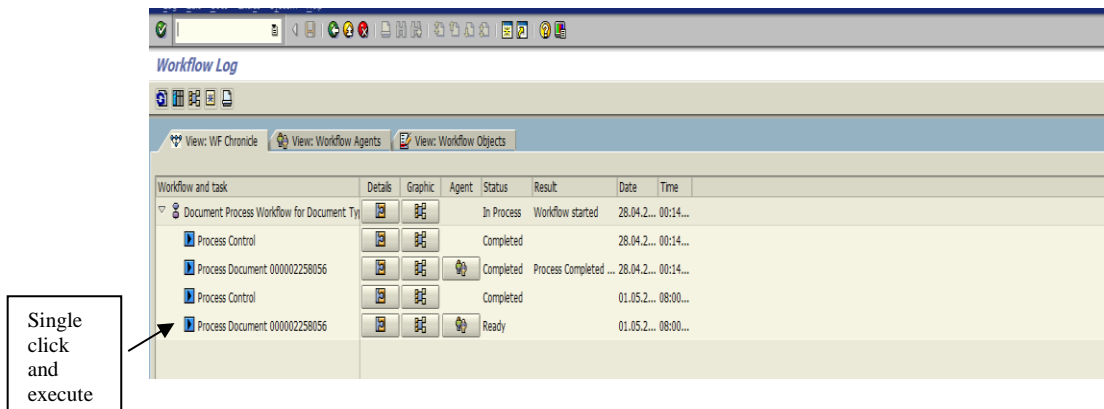 Workflow Log
View: WF Chronicle View: Workflow Agents View: Workflow Objects
Workflow and task Details Graphic Agent Status Result Date Time
Document Process Workflow for Document Ty In Process Workflow started 28.04.2... 00:14...
Process Control Completed 28.04.2... 00:14...
Process Document 000002258056 Completed Process Completed ... 28.04.2... 00:14...
Process Control Completed 01.05.2... 08:00...
Process Document 000002258056 Ready 01.05.2... 08:00...
Single
click
and
execute